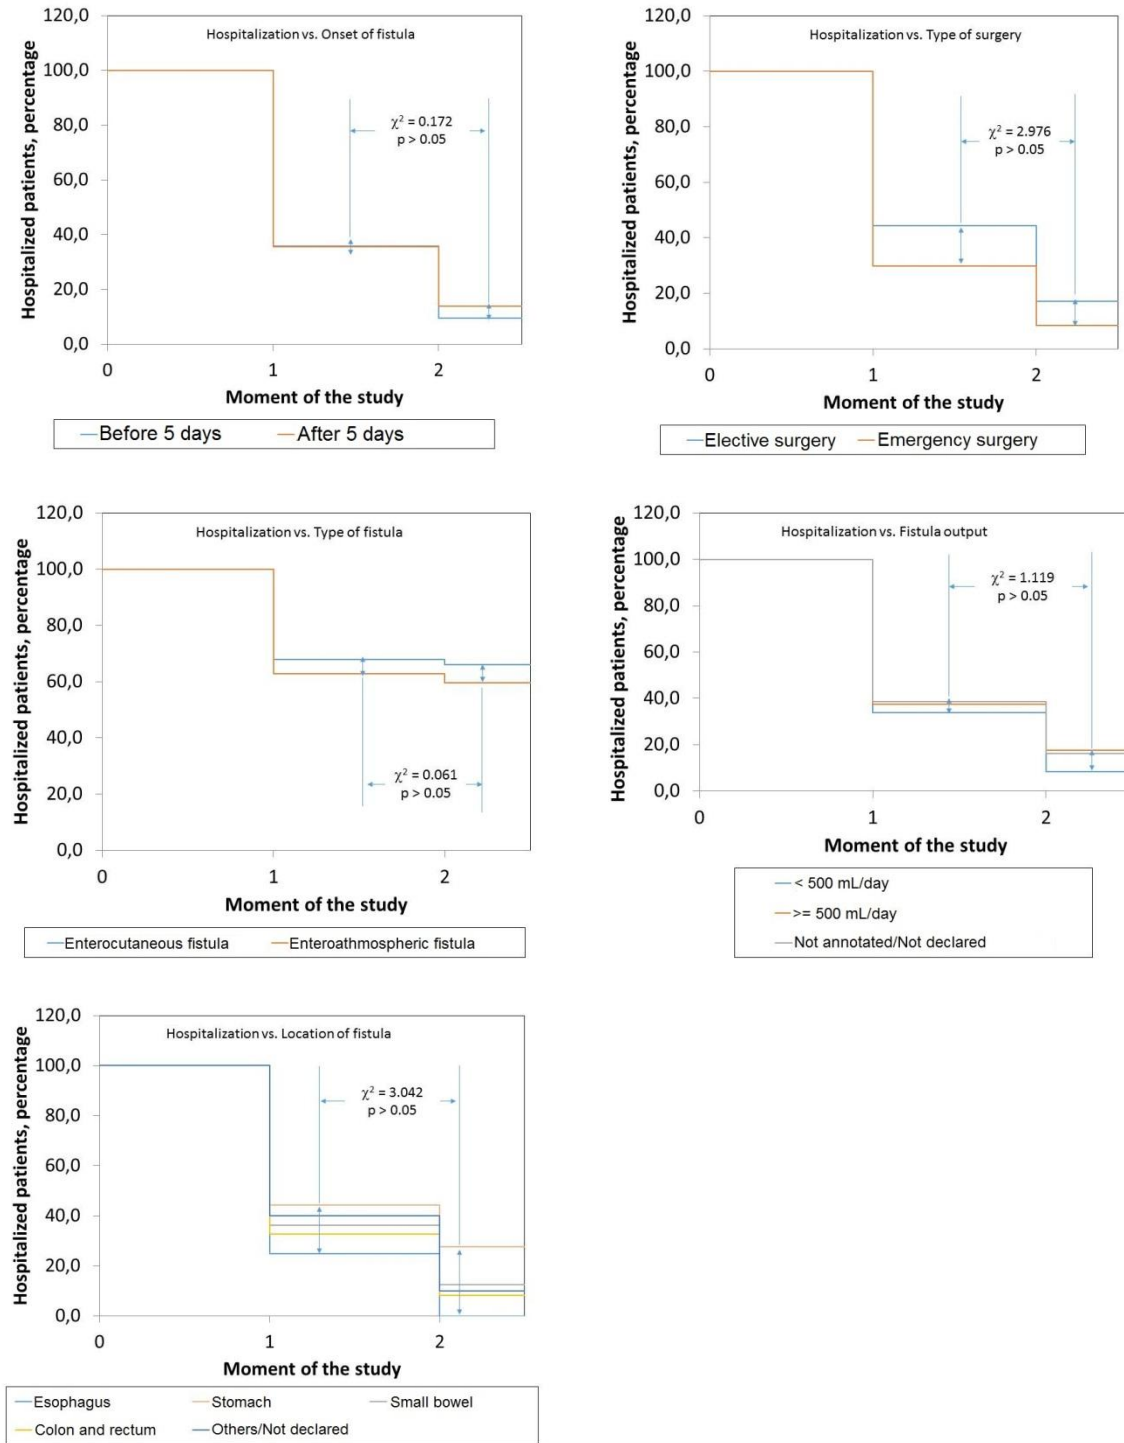 Hospitalization vs. Onset of fistula
Hospitalized patients, percentage
120,0
100,0
80,0
60,0
40,0
20,0
0,0
χ² = 0.172
p > 0.05
0 1 2
Moment of the study
Before 5 days After 5 days
Hospitalization vs. Type of surgery
Hospitalized patients, percentage
120,0
100,0
80,0
60,0
40,0
20,0
0,0
χ² = 2.976
p > 0.05
0 1 2
Moment of the study
Elective surgery Emergency surgery
Hospitalization vs. Type of fistula
Hospitalized patients, percentage
120,0
100,0
80,0
60,0
40,0
20,0
0,0
χ² = 0.061
p > 0.05
0 1 2
Moment of the study
Enterocutaneous fistula Enteroathmospheric fistula
Hospitalization vs. Fistula output
Hospitalized patients, percentage
120,0
100,0
80,0
60,0
40,0
20,0
0,0
χ² = 1.119
p > 0.05
0 1 2
Moment of the study
< 500 mL/day
>= 500 mL/day
Not annotated/Not declared
Hospitalization vs. Location of fistula
Hospitalized patients, percentage
120,0
100,0
80,0
60,0
40,0
20,0
0,0
χ² = 3.042
p > 0.05
0 1 2
Moment of the study
Esophagus Stomach Small bowel
Colon and rectum Others/Not declared